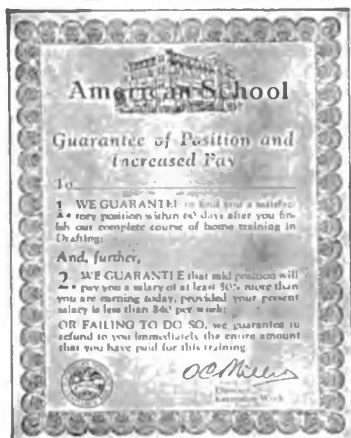 American School
Guarantee of Position and
Increased Pay
To
1. WE GUARANTEE to find you a satisfac-
tory position within 60 days after you fin-
ish our complete course of home training in
Drafting;
And, further,
2. WE GUARANTEE that said position will
pay you a salary of at least 50% more than
you are earning today, provided your present
salary is less than $40 per week;
OR FAILING TO DO SO, we guarantee to
refund to you immediately the entire amount
that you have paid for this training.
O C Miller
Director
Extension Work